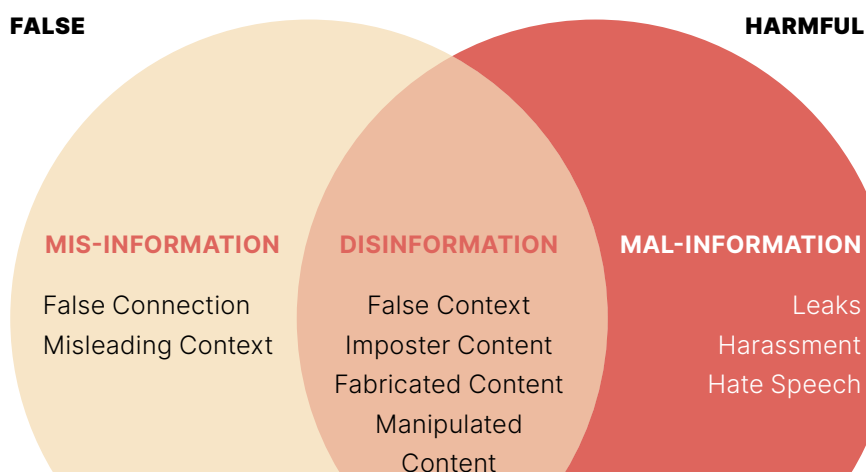 FALSE
HARMFUL
MIS-INFORMATION
False Connection
Misleading Context
DISINFORMATION
False Context
Imposter Content
Fabricated Content
Manipulated
Content
MAL-INFORMATION
Leaks
Harassment
Hate Speech